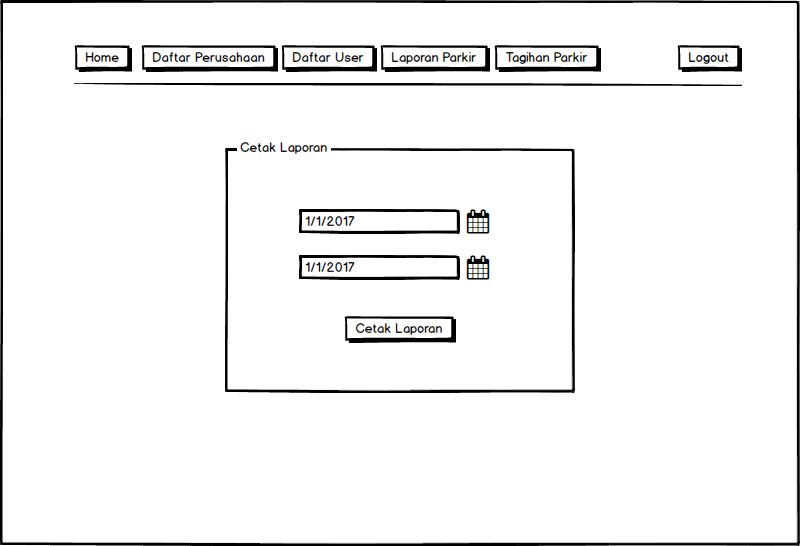 Home Daftar Perusahaan Daftar User Laporan Parkir Tagihan Parkir Logout
Cetak Laporan
1/1/2017
1/1/2017
Cetak Laporan